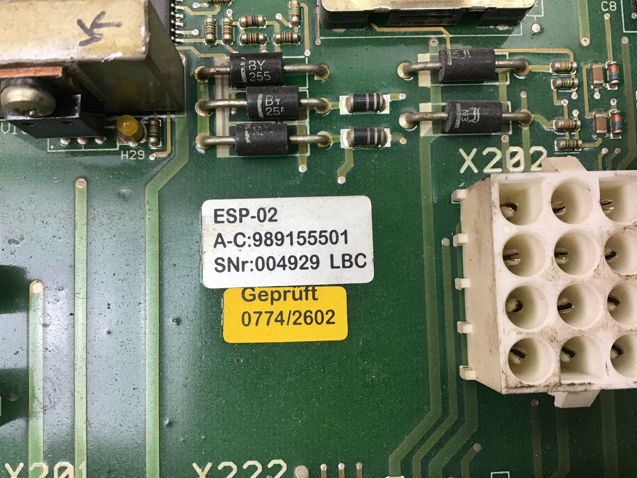 C8
BY
255
BY
255
H29
X202
ESP-02
A-C:989155501
SNr:004929 LBC
Geprüft
0774/2602
X201
X222